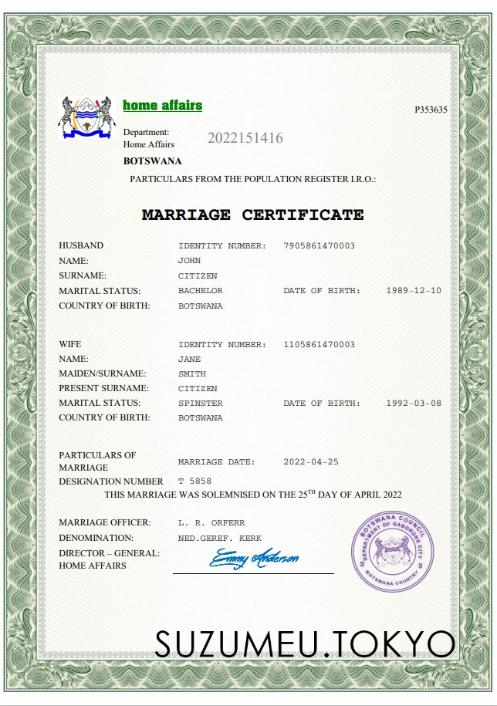 home affairs
P353635
Department:
Home Affairs
2022151416
BOTSWANA
PARTICULARS FROM THE POPULATION REGISTER I.R.O.:
MARRIAGE CERTIFICATE
HUSBAND IDENTITY NUMBER: 7905861470003
NAME: JOHN
SURNAME: CITIZEN
MARITAL STATUS: BACHELOR DATE OF BIRTH: 1989-12-10
COUNTRY OF BIRTH: BOTSWANA
WIFE IDENTITY NUMBER: 1105861470003
NAME: JANE
MAIDEN/SURNAME: SMITH
PRESENT SURNAME: CITIZEN
MARITAL STATUS: SPINSTER DATE OF BIRTH: 1992-03-08
COUNTRY OF BIRTH: BOTSWANA
PARTICULARS OF
MARRIAGE MARRIAGE DATE: 2022-04-25
DESIGNATION NUMBER T 5858
THIS MARRIAGE WAS SOLEMNISED ON THE 25TH DAY OF APRIL 2022
MARRIAGE OFFICER: L. R. ORFERR
DENOMINATION: NED.GEREF. KERK
DIRECTOR – GENERAL:
HOME AFFAIRS
Emmy Anderson
BOTSWANA COUNCIL
DEPARTMENT OF GABORONE CITY
BOTSWANA COUNTRY
SUZUMEU.TOKYO